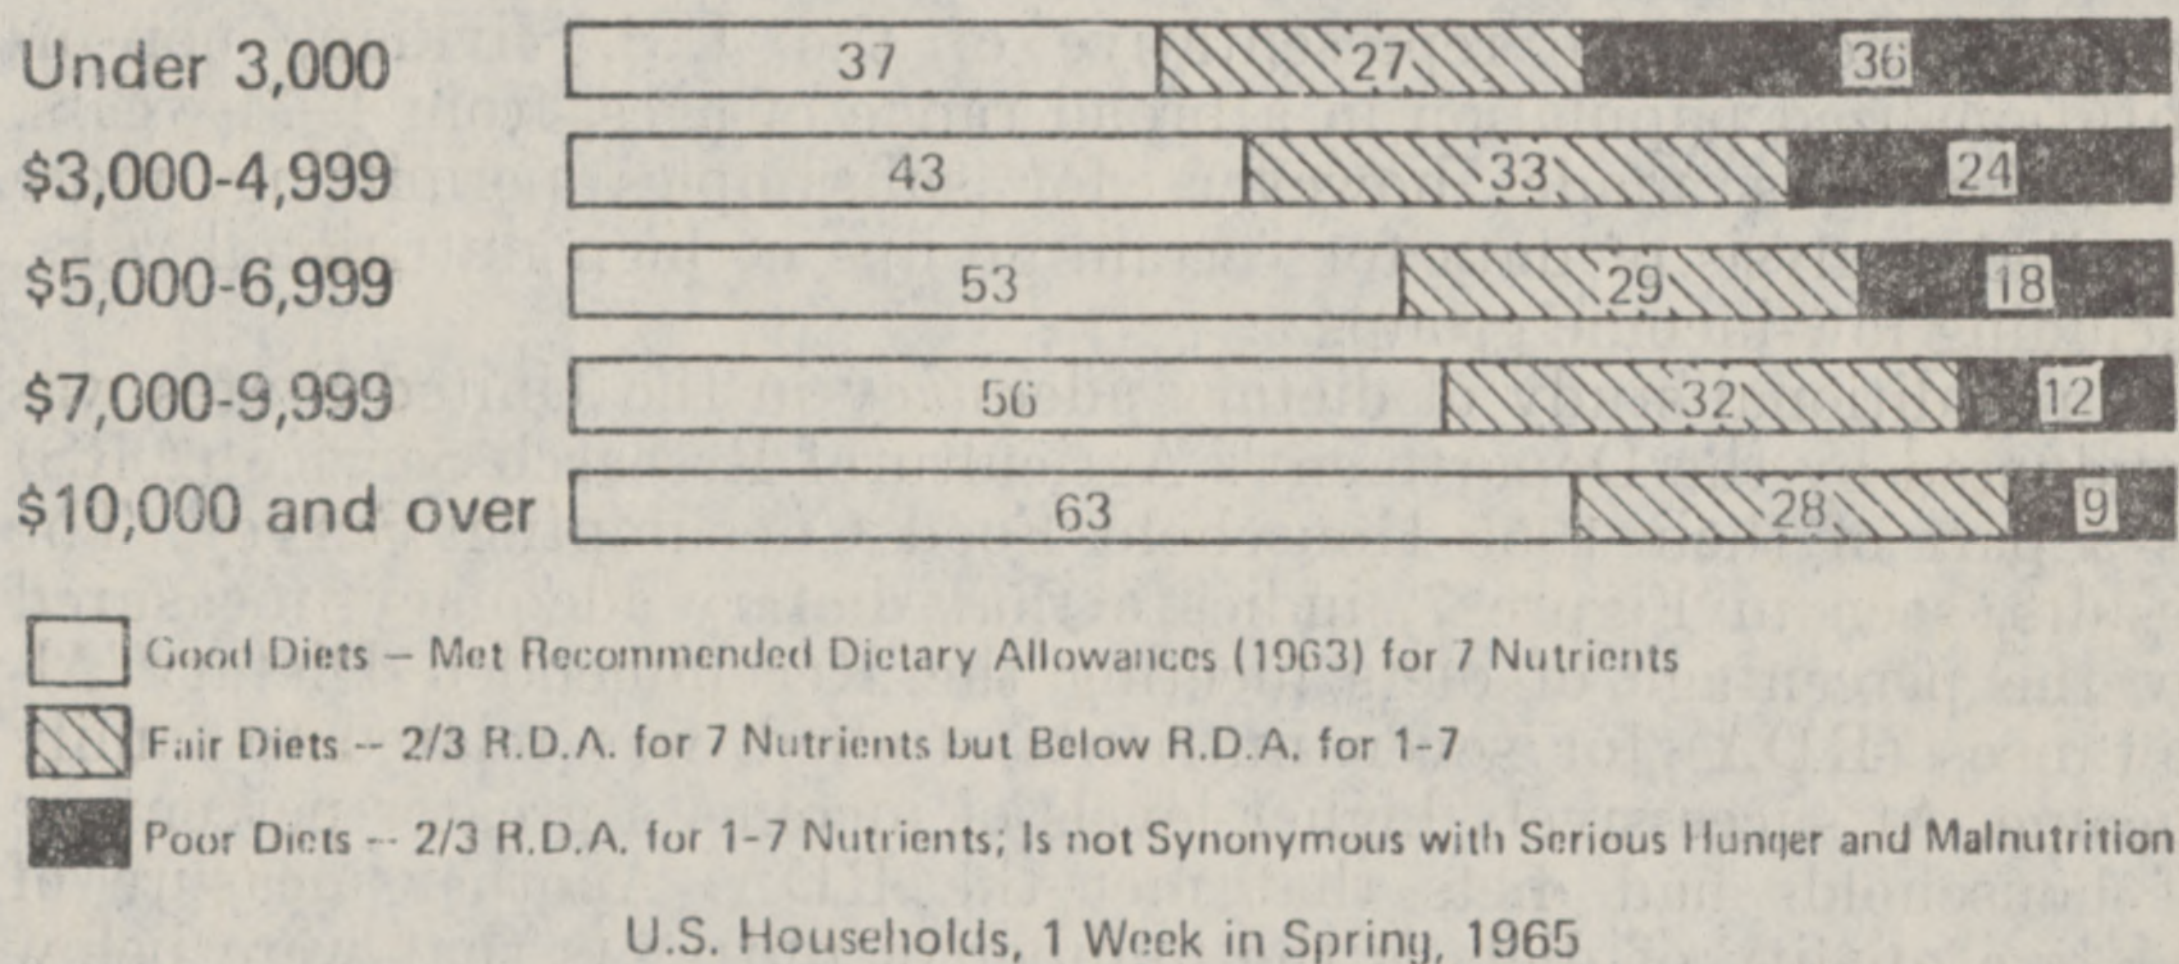 Under 3,000 37 27 36
$3,000-4,999 43 33 24
$5,000-6,999 53 29 18
$7,000-9,999 56 32 12
$10,000 and over 63 28 9
Good Diets – Met Recommended Dietary Allowances (1963) for 7 Nutrients
Fair Diets -- 2/3 R.D.A. for 7 Nutrients but Below R.D.A. for 1-7
Poor Diets -- 2/3 R.D.A. for 1-7 Nutrients; Is not Synonymous with Serious Hunger and Malnutrition
U.S. Households, 1 Week in Spring, 1965